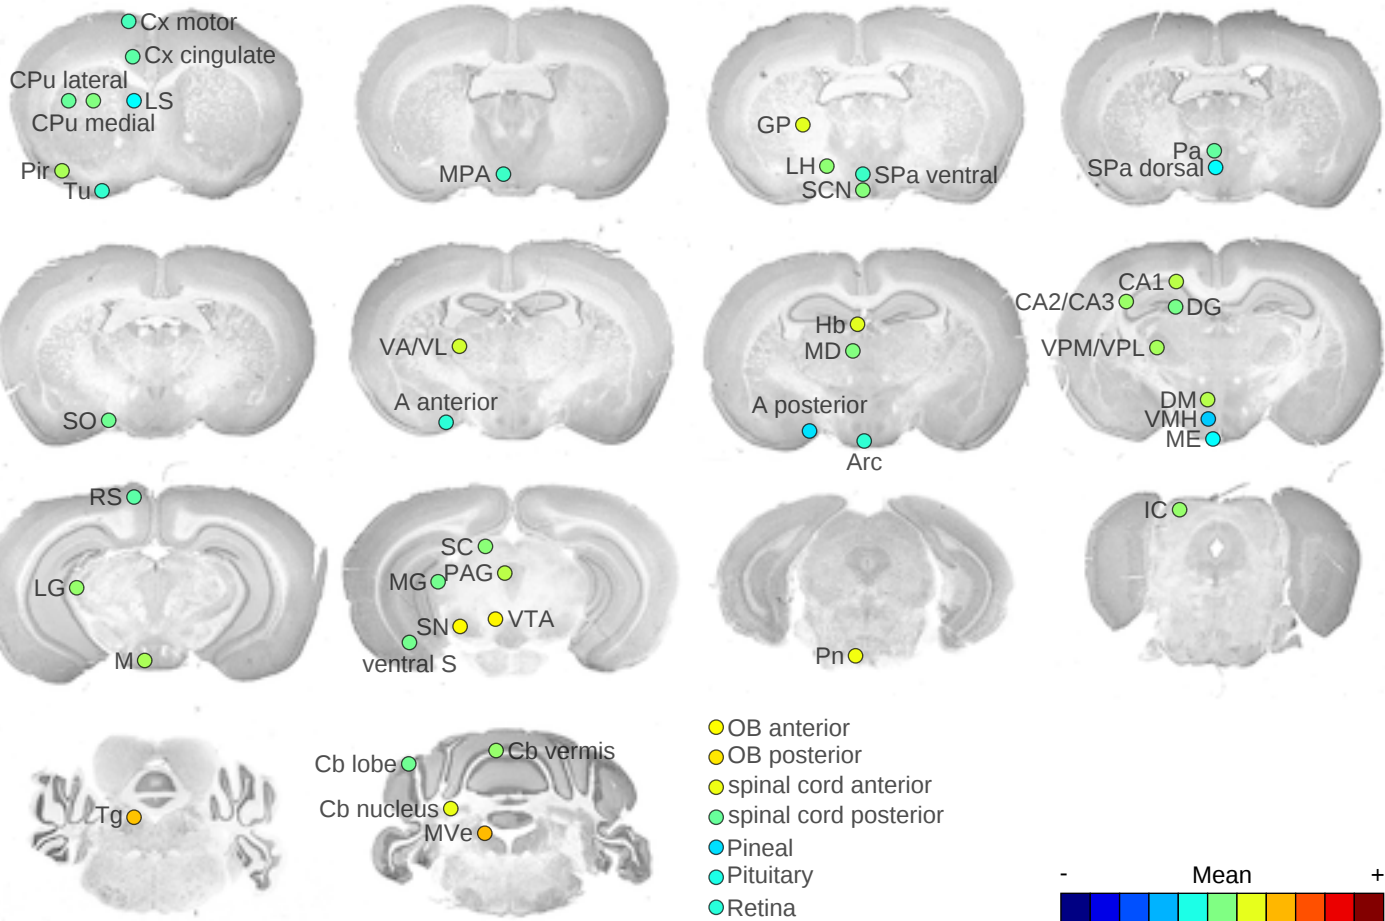 Cx motor
Cx cingulate
CPu lateral
LS
CPu medial
Pir
Tu
MPA
GP
LH
SPa ventral
SCN
Pa
SPa dorsal
SO
VA/VL
A anterior
Hb
MD
A posterior
Arc
CA1
CA2/CA3
DG
VPM/VPL
DM
VMH
ME
RS
LG
M
SC
MG
PAG
SN
VTA
ventral S
Pn
IC
Tg
Cb lobe
Cb vermis
Cb nucleus
MVe
OB anterior
OB posterior
spinal cord anterior
spinal cord posterior
Pineal
Pituitary
Retina
- Mean +